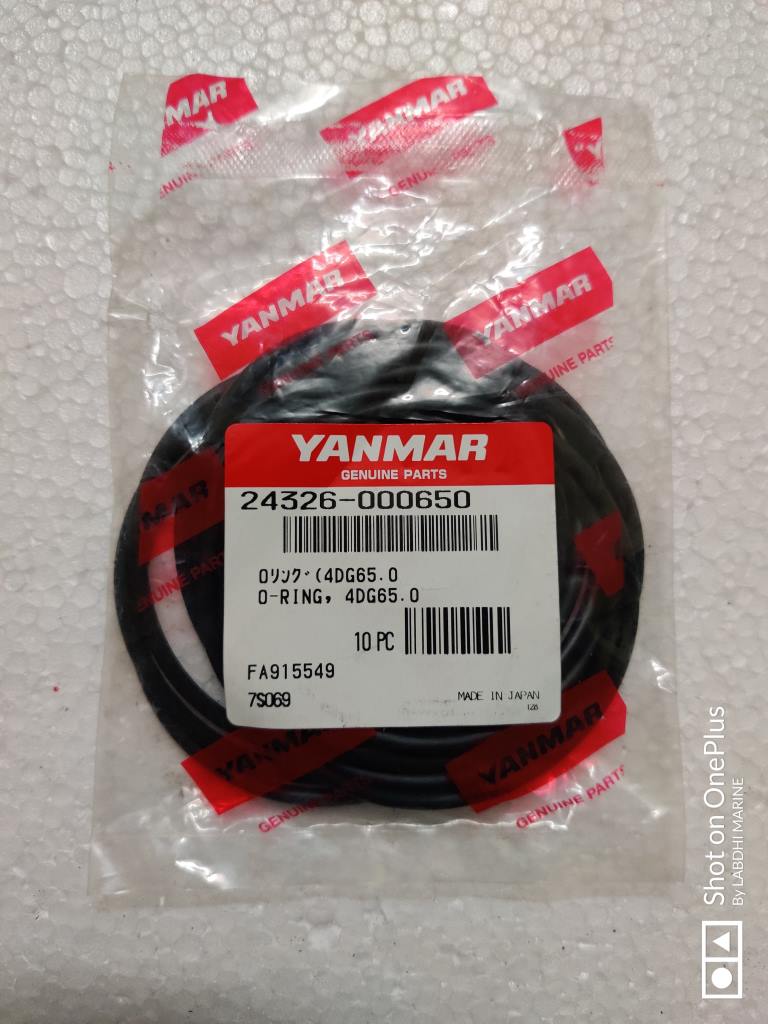 YANMAR
YANMAR
GENUINE PARTS
YANMAR
YANMAR
GENUINE PARTS
YANMAR
GENUINE PARTS
24326-000650
Oリング(4DG65.0
O-RING, 4DG65.0
10 PC
FA915549
7S069
MADE IN JAPAN
YANMAR
GENUINE PARTS
YANMAR
GENUINE PARTS
Shot on OnePlus
By LABDHI MARINE